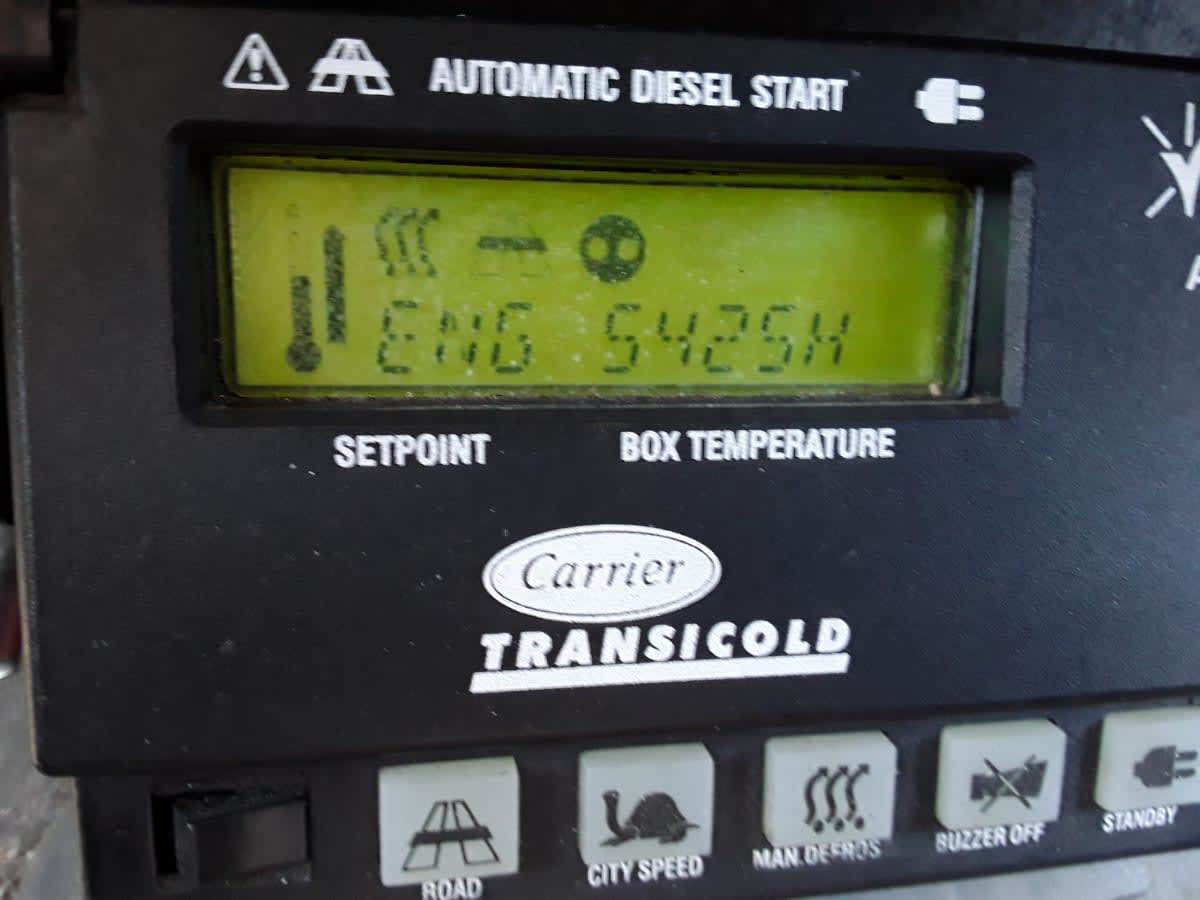 AUTOMATIC DIESEL START
ENG 5425H
SETPOINT BOX TEMPERATURE
Carrier
TRANSICOLD
ROAD
CITY SPEED
MAN.DEFROS
BUZZER OFF
STANDBY